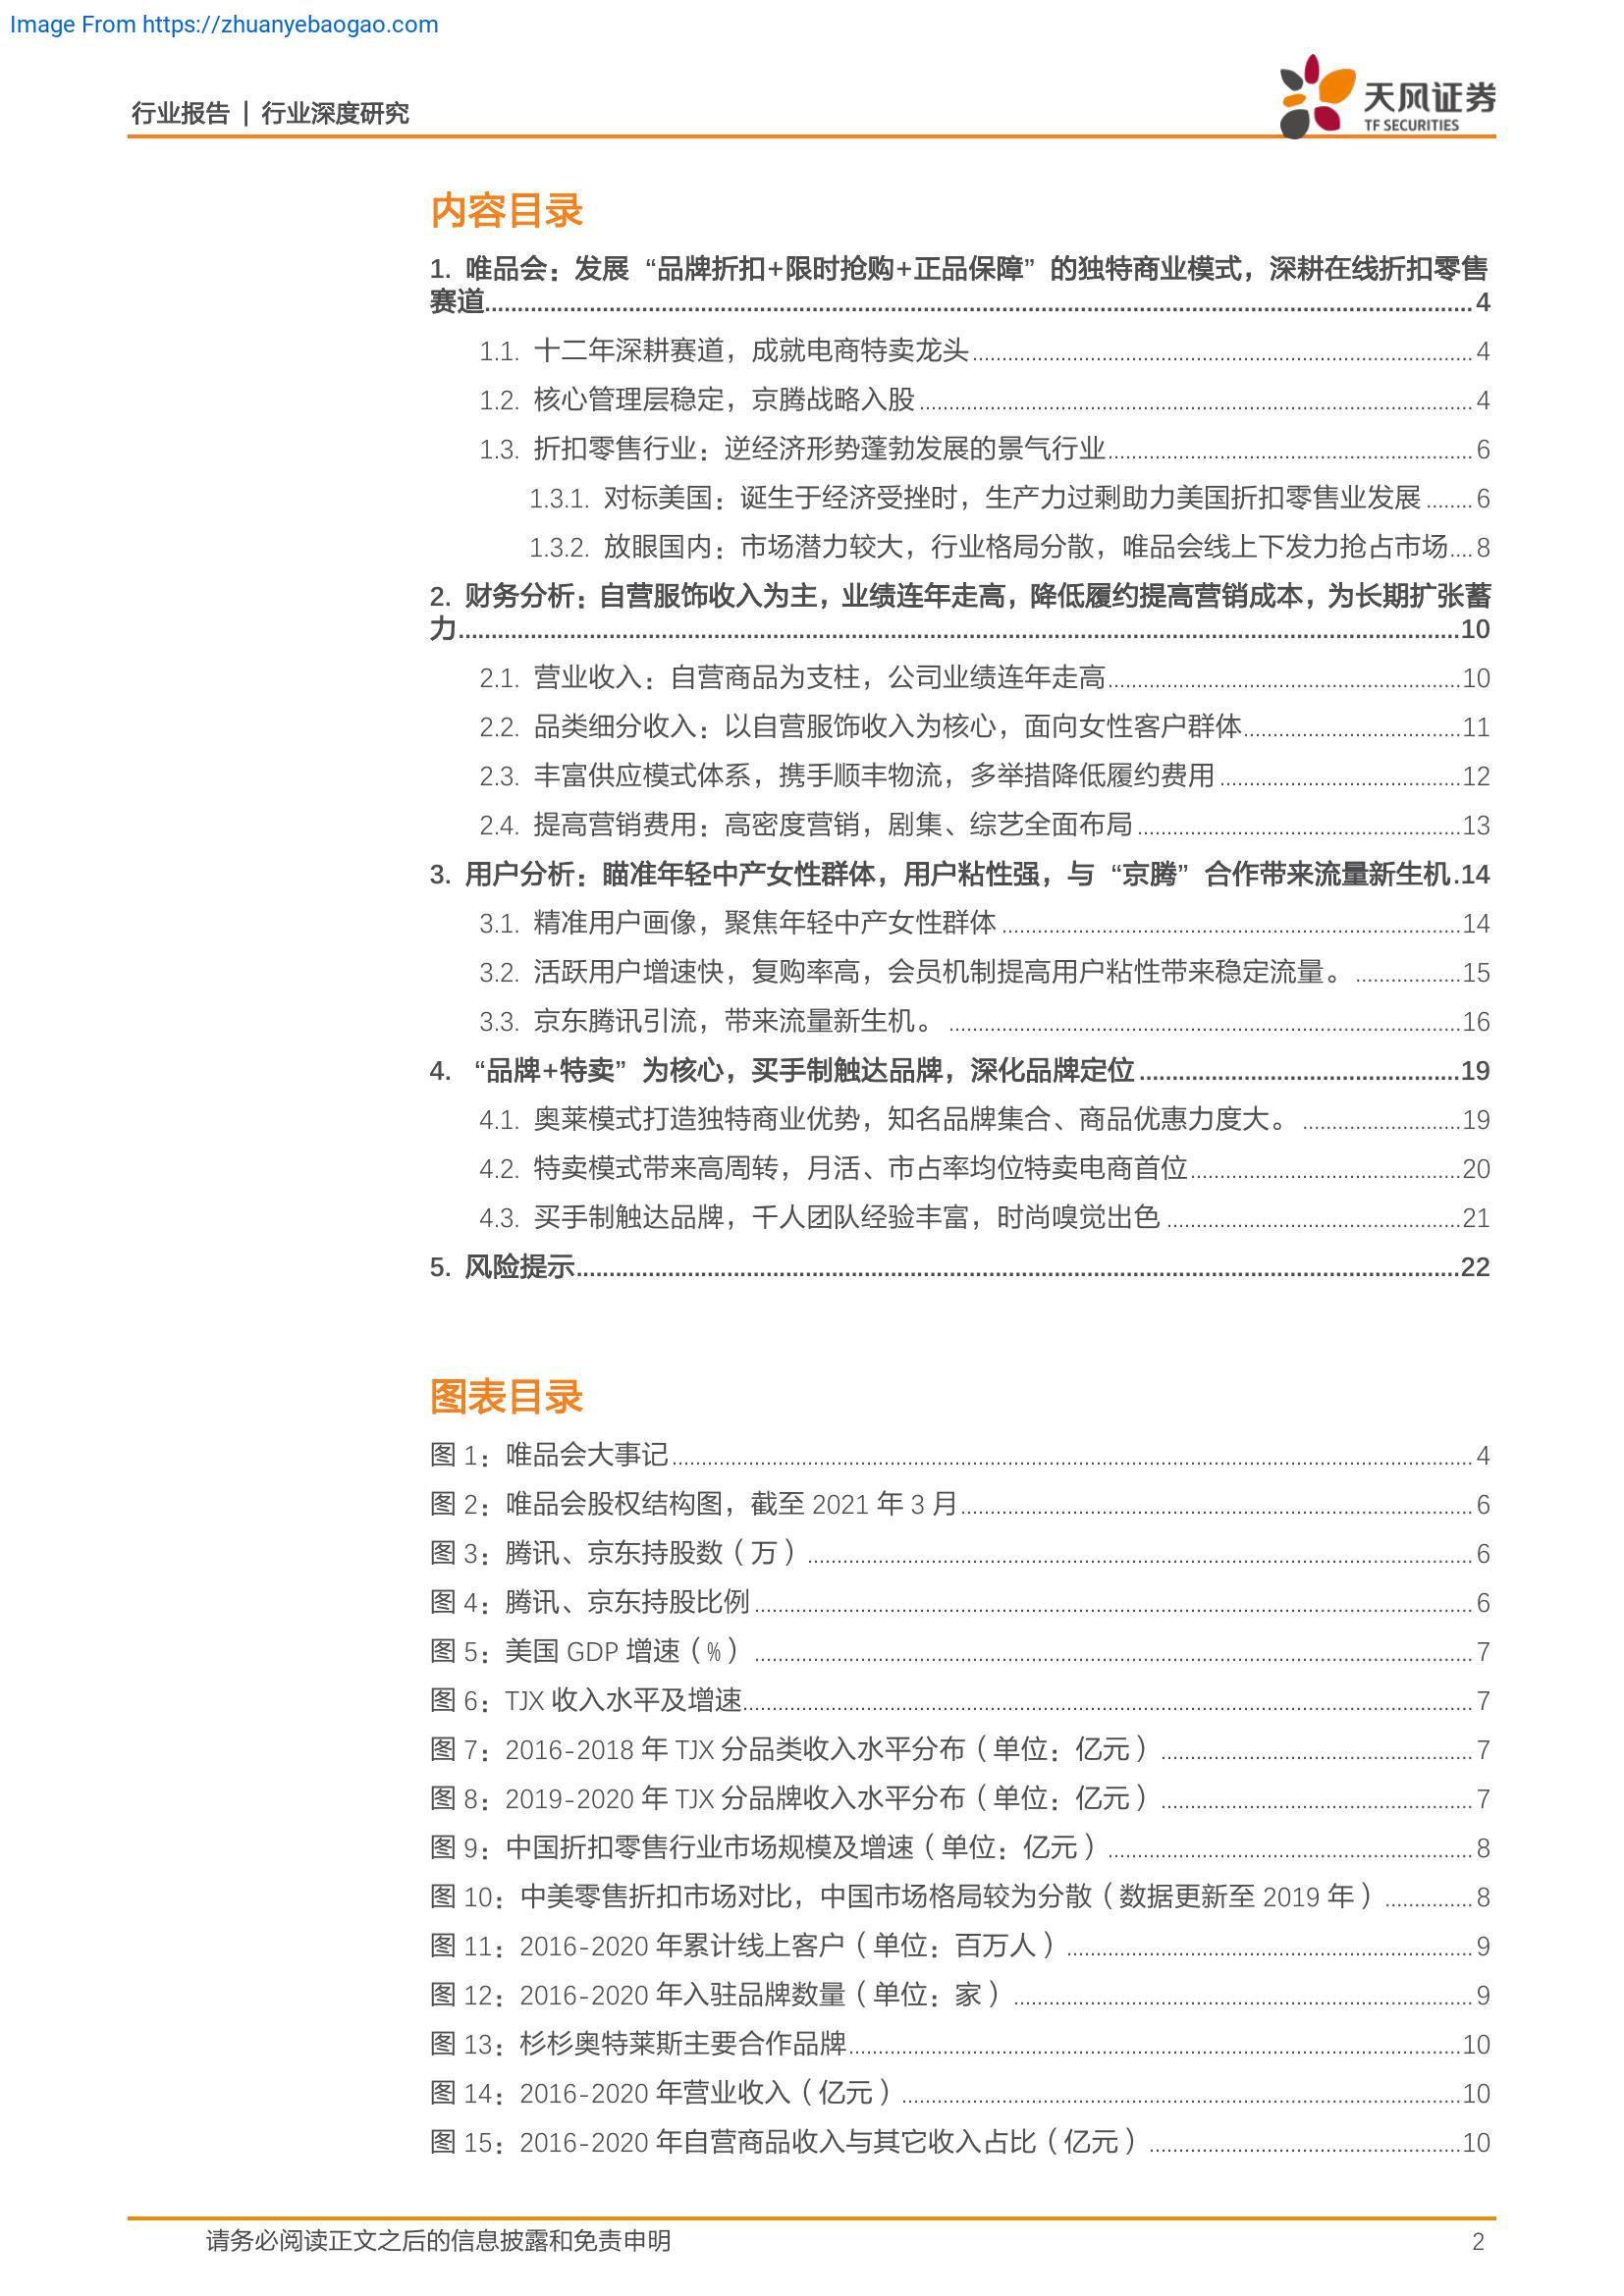 Image From https://zhuanyebaogao.com
行业报告 | 行业深度研究
天风证券
TF SECURITIES
内容目录
1. 唯品会：发展 “品牌折扣+限时抢购+正品保障” 的独特商业模式，深耕在线折扣零售
赛道 4
1.1. 十二年深耕赛道，成就电商特卖龙头 4
1.2. 核心管理层稳定，京腾战略入股 4
1.3. 折扣零售行业：逆经济形势蓬勃发展的景气行业 6
1.3.1. 对标美国：诞生于经济受挫时，生产力过剩助力美国折扣零售业发展 6
1.3.2. 放眼国内：市场潜力较大，行业格局分散，唯品会线上下发力抢占市场 8
2. 财务分析：自营服饰收入为主，业绩连年走高，降低履约提高营销成本，为长期扩张蓄
力 10
2.1. 营业收入：自营商品为支柱，公司业绩连年走高 10
2.2. 品类细分收入：以自营服饰收入为核心，面向女性客户群体 11
2.3. 丰富供应模式体系，携手顺丰物流，多举措降低履约费用 12
2.4. 提高营销费用：高密度营销，剧集、综艺全面布局 13
3. 用户分析：瞄准年轻中产女性群体，用户粘性强，与 “京腾” 合作带来流量新生机 14
3.1. 精准用户画像，聚焦年轻中产女性群体 14
3.2. 活跃用户增速快，复购率高，会员机制提高用户粘性带来稳定流量。 15
3.3. 京东腾讯引流，带来流量新生机。 16
4. “品牌+特卖” 为核心，买手制触达品牌，深化品牌定位 19
4.1. 奥莱模式打造独特商业优势，知名品牌集合、商品优惠力度大。 19
4.2. 特卖模式带来高周转，月活、市占率均位特卖电商首位 20
4.3. 买手制触达品牌，千人团队经验丰富，时尚嗅觉出色 21
5. 风险提示 22
图表目录
图 1：唯品会大事记 4
图 2：唯品会股权结构图，截至 2021 年 3 月 6
图 3：腾讯、京东持股数（万） 6
图 4：腾讯、京东持股比例 6
图 5：美国 GDP 增速（%） 7
图 6：TJX 收入水平及增速 7
图 7：2016-2018 年 TJX 分品类收入水平分布（单位：亿元） 7
图 8：2019-2020 年 TJX 分品牌收入水平分布（单位：亿元） 7
图 9：中国折扣零售行业市场规模及增速（单位：亿元） 8
图 10：中美零售折扣市场对比，中国市场格局较为分散（数据更新至 2019 年） 8
图 11：2016-2020 年累计线上客户（单位：百万人） 9
图 12：2016-2020 年入驻品牌数量（单位：家） 9
图 13：杉杉奥特莱斯主要合作品牌 10
图 14：2016-2020 年营业收入（亿元） 10
图 15：2016-2020 年自营商品收入与其它收入占比（亿元） 10
请务必阅读正文之后的信息披露和免责申明 2